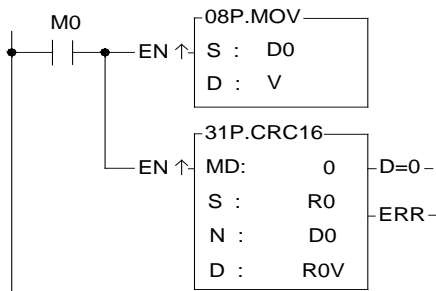 M0
08P.MOV
EN↑ S : D0
D : V
31P.CRC16
EN↑ MD: 0 D=0
S : R0 ERR
N : D0
D : R0V